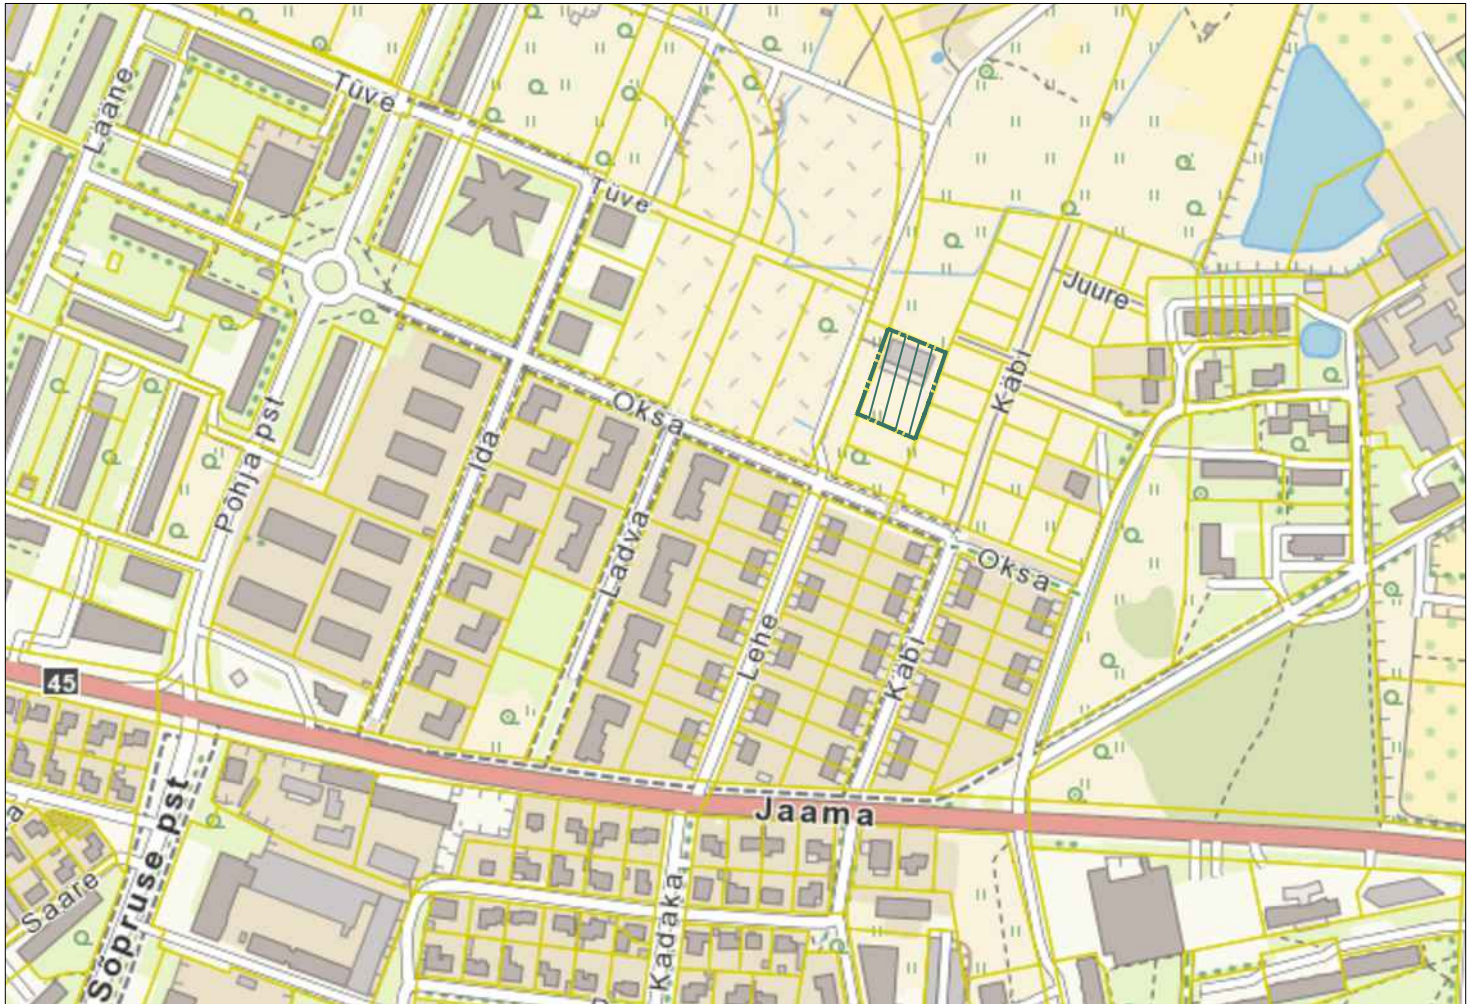 Lääne
Tüve
Tüve
Juure
Käbi
Oksa
Põhja pst
Ida
Ladva
Oksa
Lehe
Käbi
45
Jaama
Sõpruse pst
Saare
Kadaka